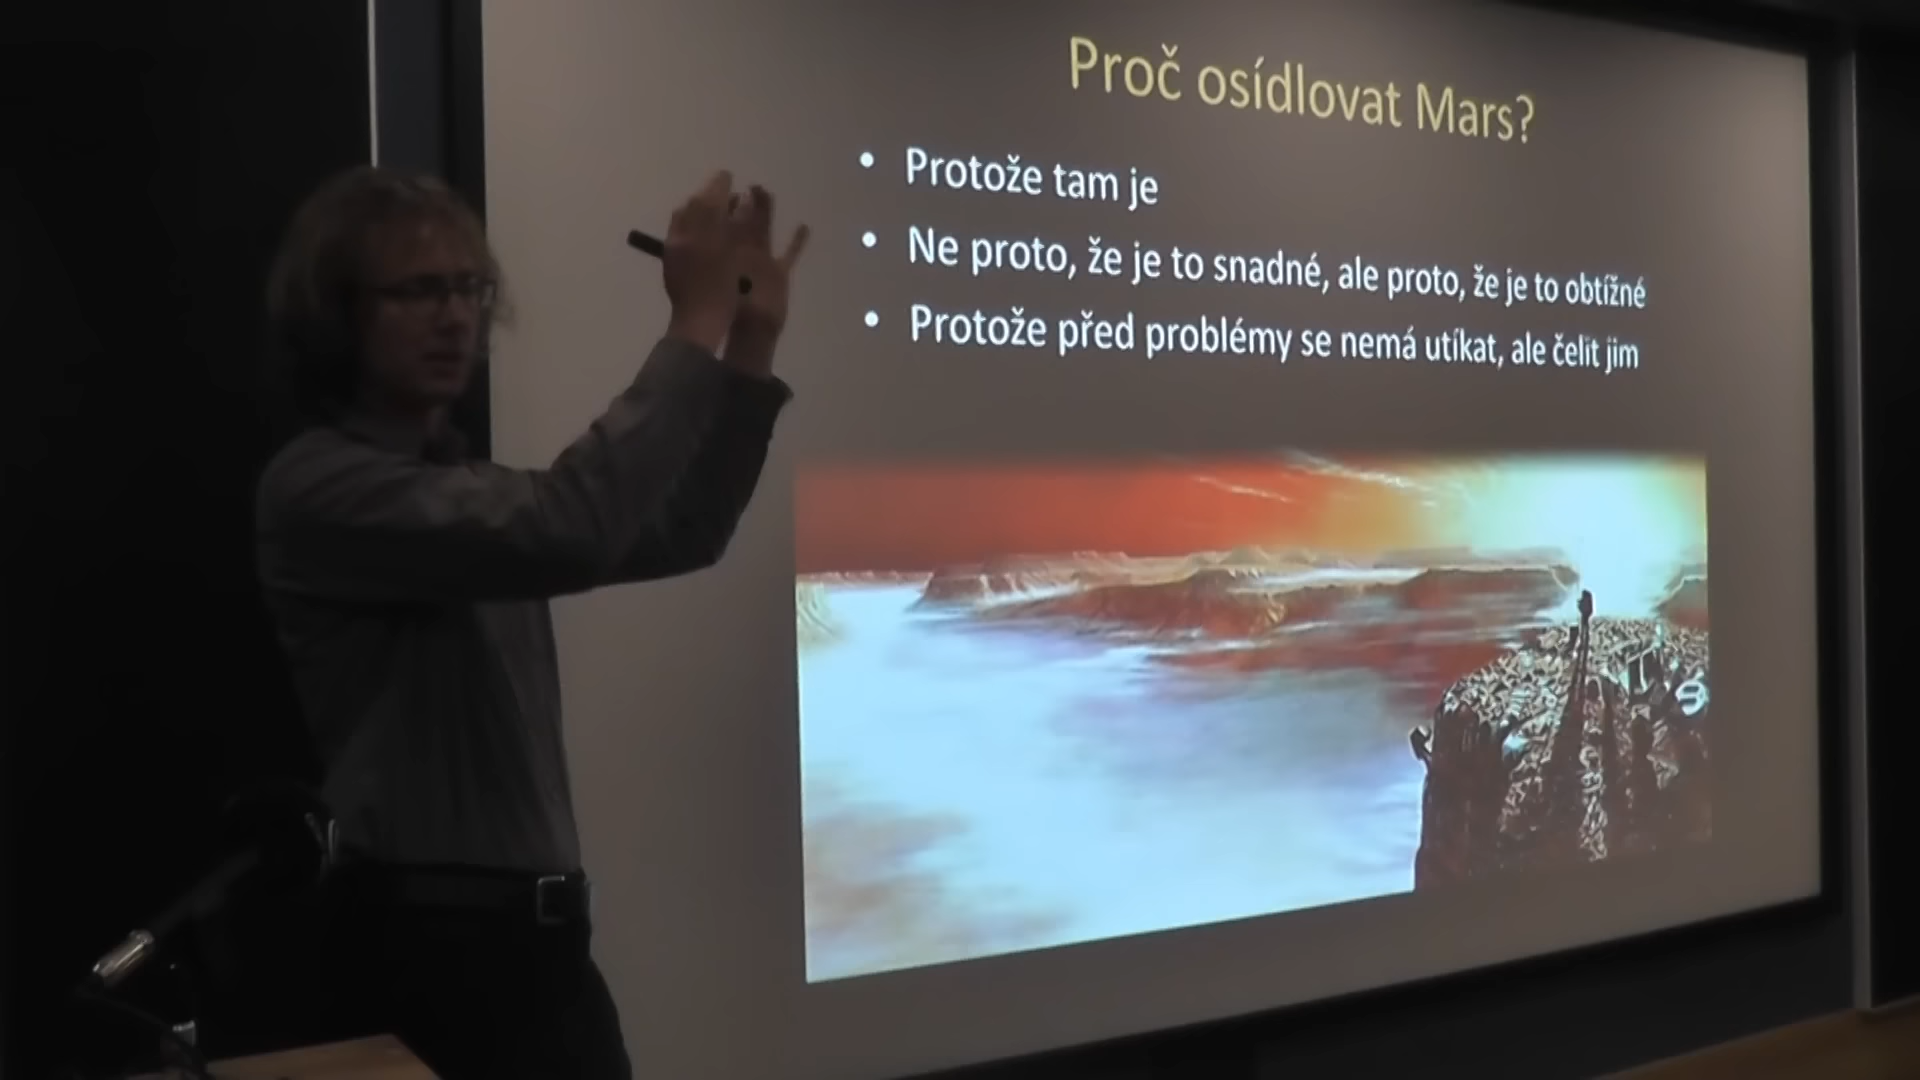 Proč osídlovat Mars?
• Protože tam je
• Ne proto, že je to snadné, ale proto, že je to obtížné
• Protože před problémy se nemá utíkat, ale čelit jim